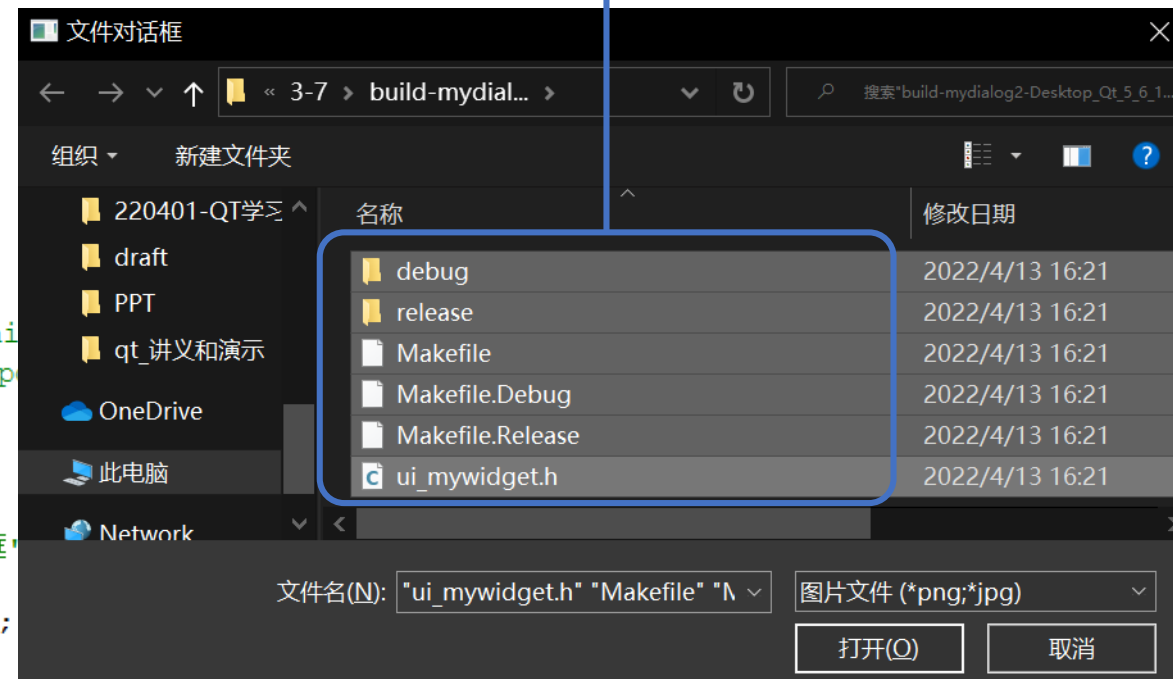 文件对话框
« 3-7 › build-mydial... ›
搜索"build-mydialog2-Desktop_Qt_5_6_1...
组织 新建文件夹
220401-QT学习
draft
PPT
qt_讲义和演示
OneDrive
此电脑
Network
名称 修改日期
debug 2022/4/13 16:21
release 2022/4/13 16:21
Makefile 2022/4/13 16:21
Makefile.Debug 2022/4/13 16:21
Makefile.Release 2022/4/13 16:21
ui_mywidget.h 2022/4/13 16:21
文件名(N): "ui_mywidget.h" "Makefile" "M
图片文件 (*png;*jpg)
打开(O) 取消
;